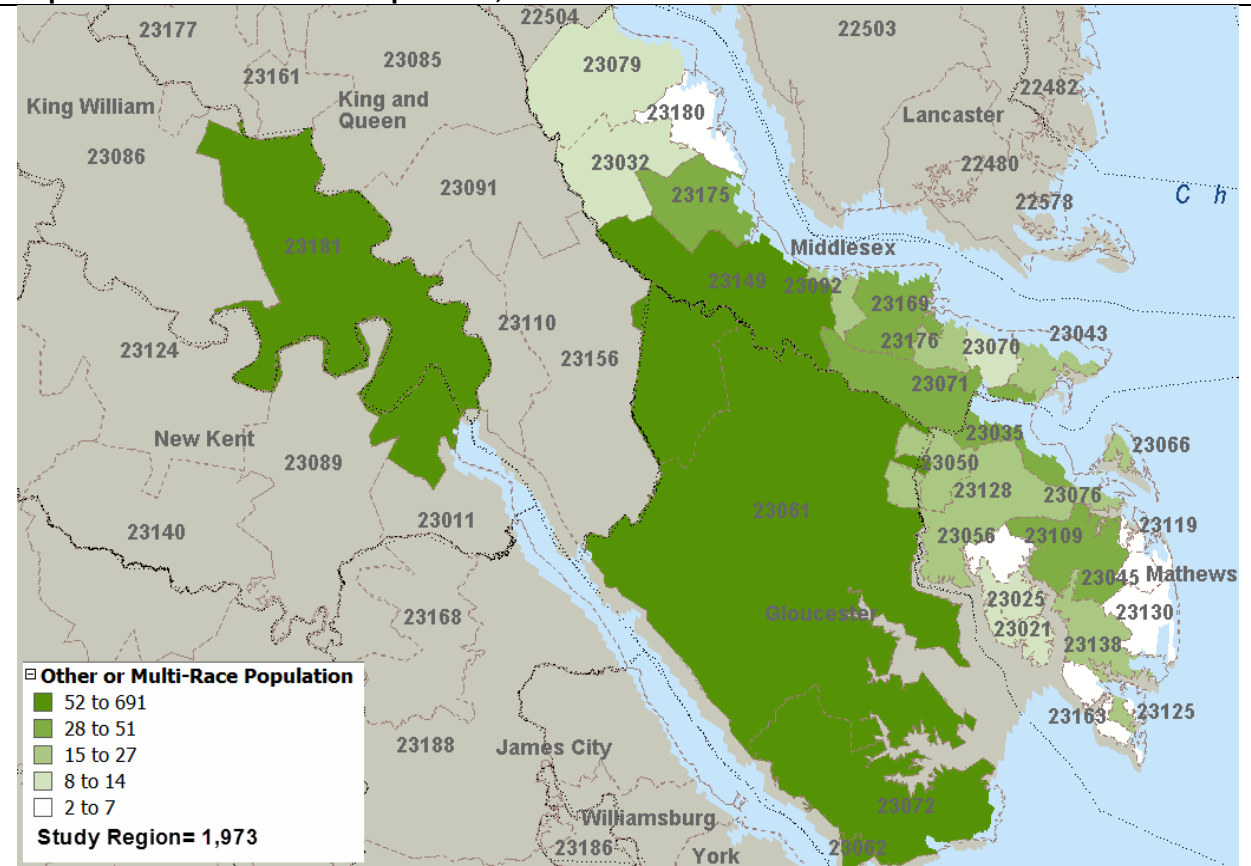 22504
22503
23177
23085
23079
23161
22482
King William
King and
Queen
23180
Lancaster
23086
23032
22480
23091
23175
22578
C h
23181
Middlesex
23149
23092
23169
23110
23043
23124
23156
23176
23070
23071
New Kent
23035
23066
23089
23050
23128
23076
23061
23140
23011
23119
23056
23109
23045
Mathews
23025
23130
23168
Gloucester
23021
23138
Other or Multi-Race Population
52 to 691
28 to 51
15 to 27
8 to 14
2 to 7
Study Region= 1,973
23163
23125
23188
James City
23072
Williamsburg
23186
23062
York